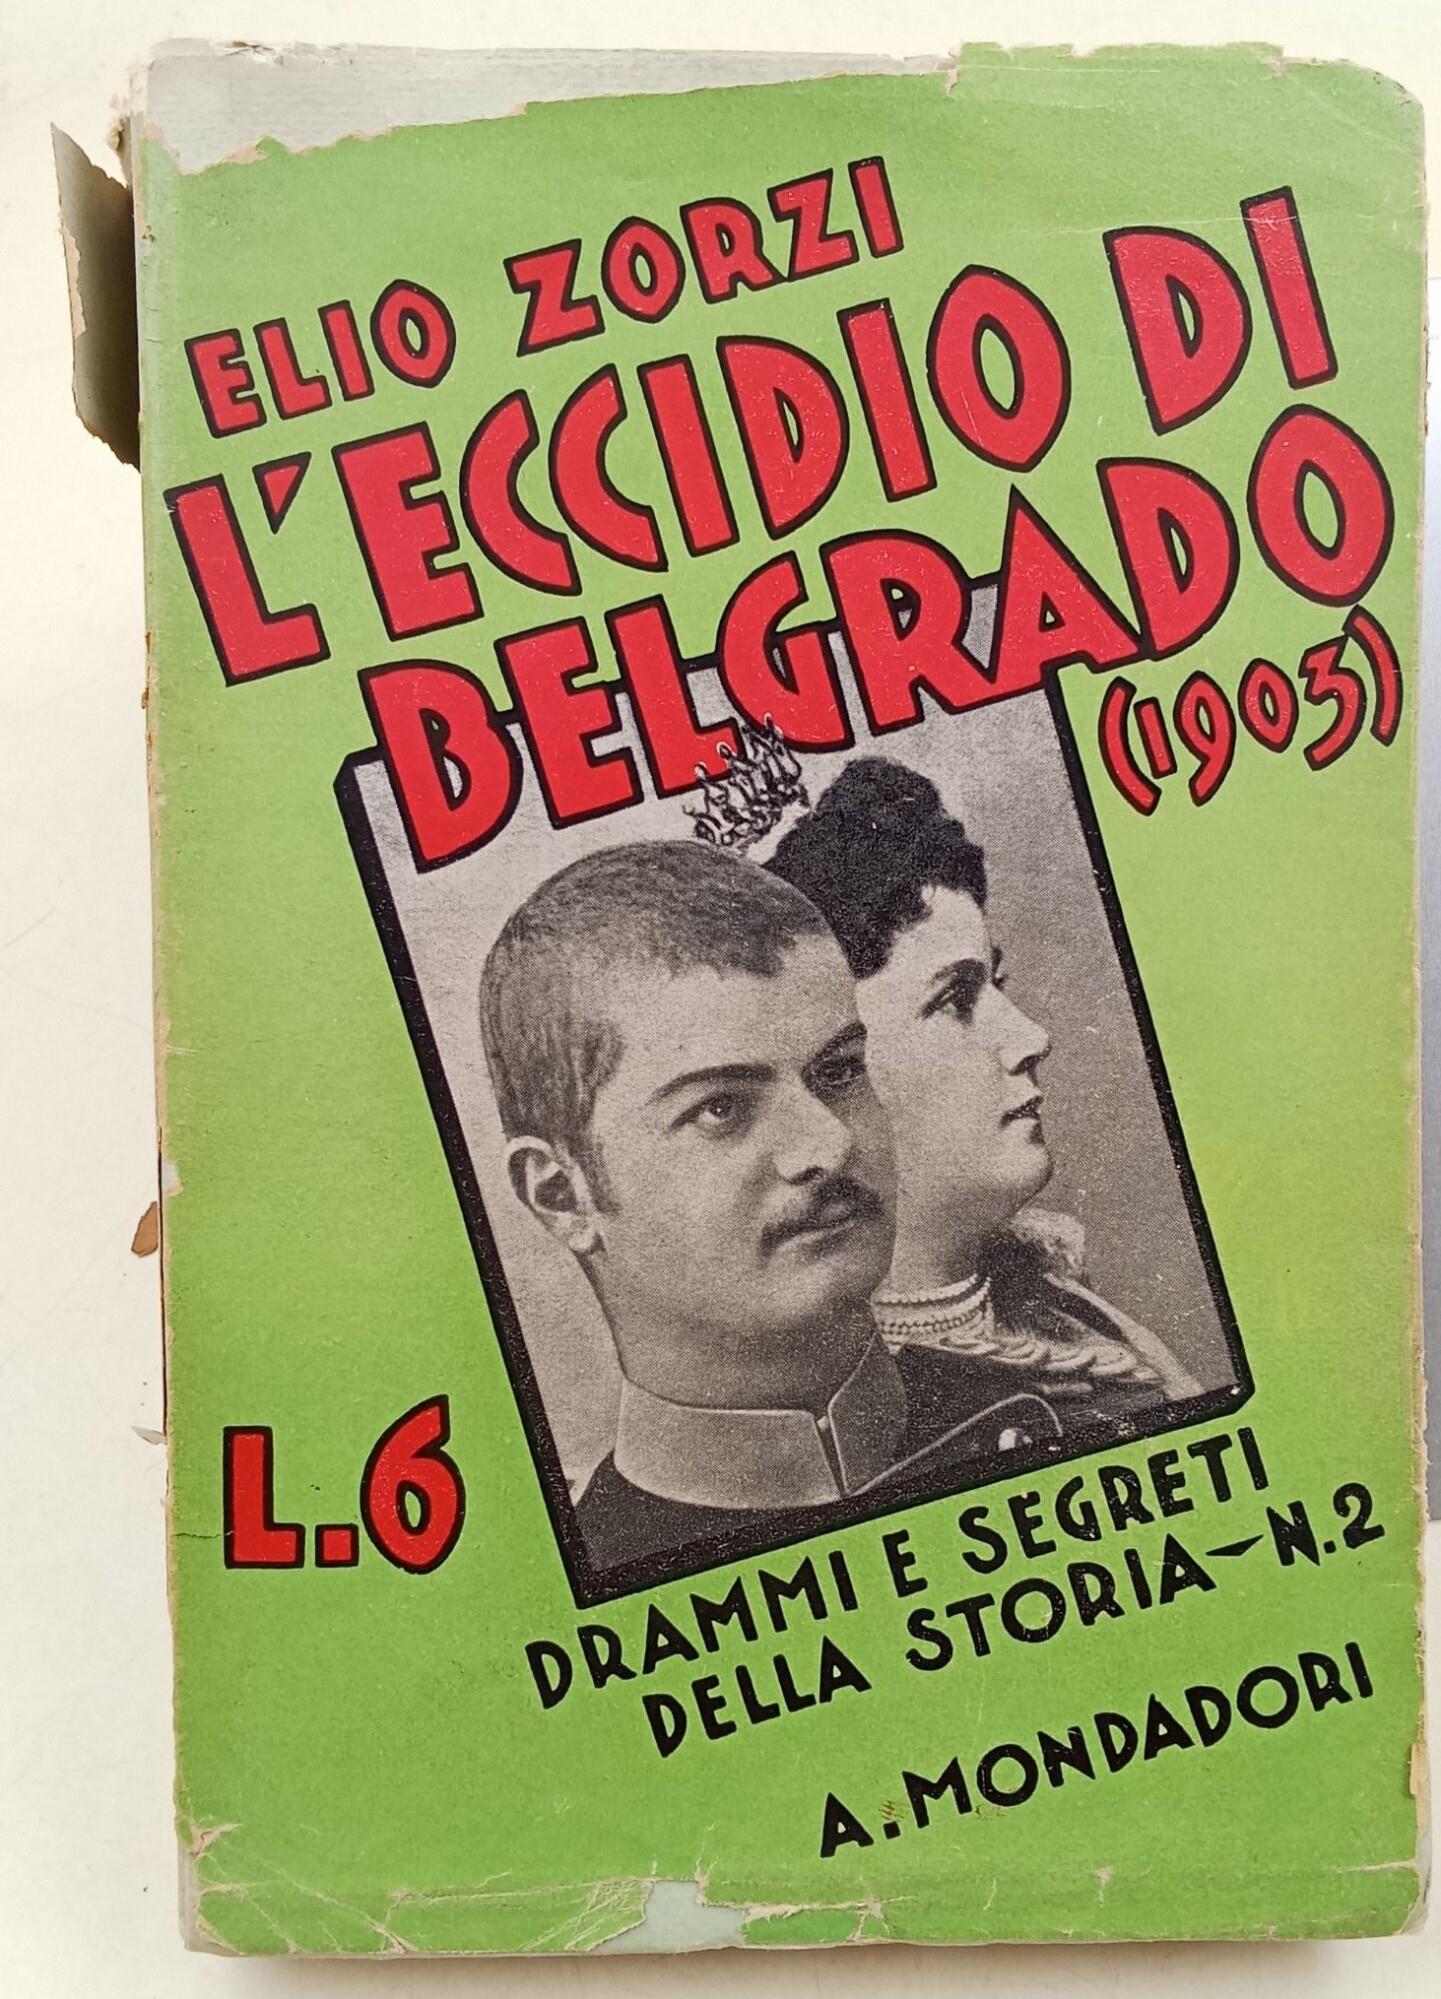 ELIO ZORZI
L'ECCIDIO DI
BELGRADO
(1903)
L.6
DRAMMI E SEGRETI
DELLA STORIA - N.2
A. MONDADORI